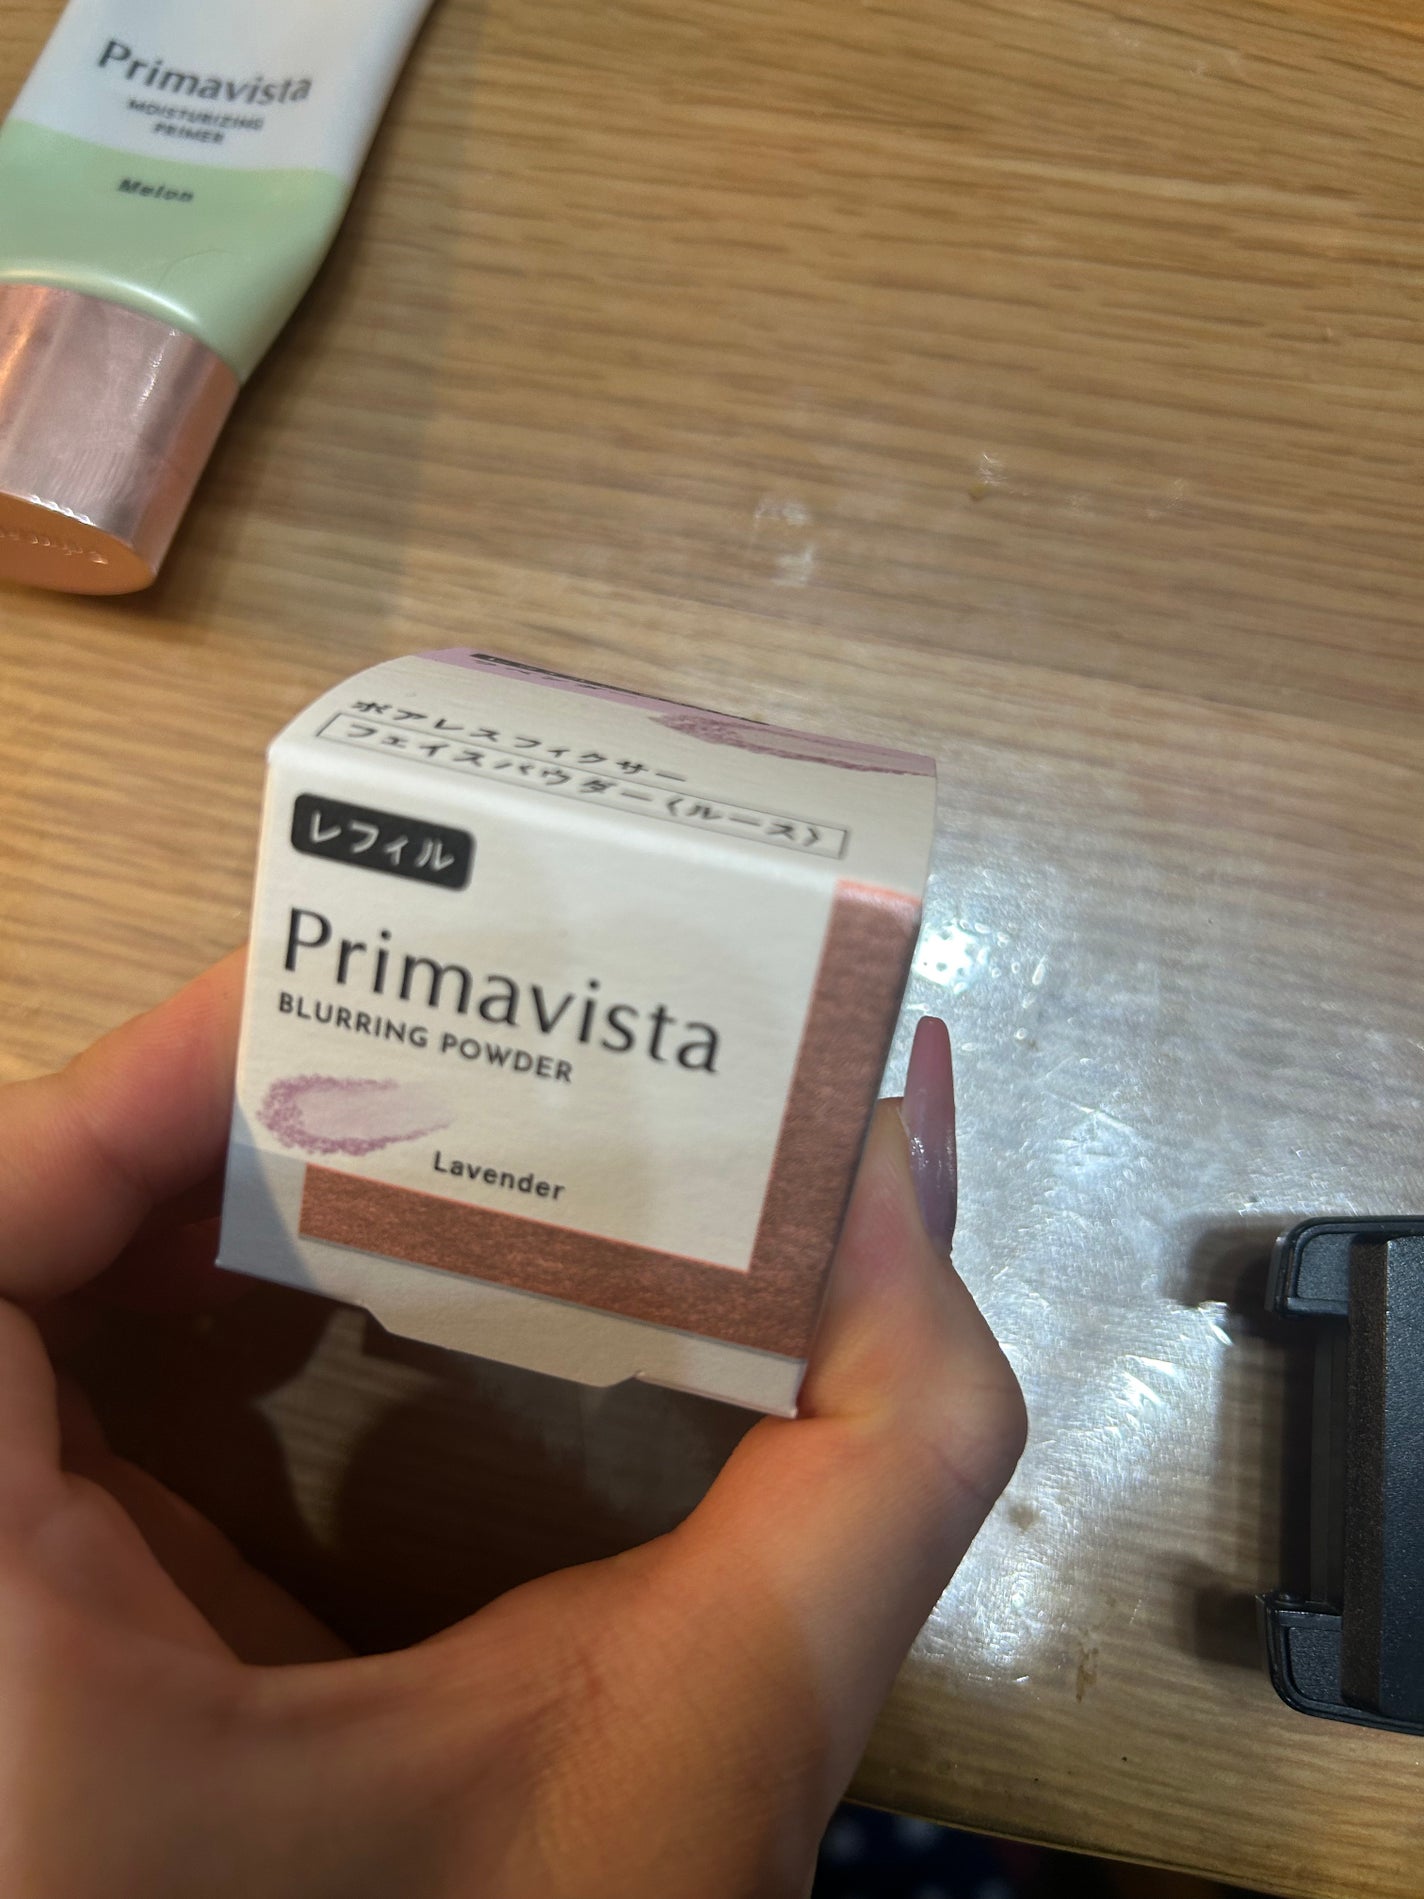 Primavista
MOISTURIZING
PRIMER
Melon
ポアレスフィクサー
フェイスパウダー〈ルース〉
レフィル
Primavista
BLURRING POWDER
Lavender